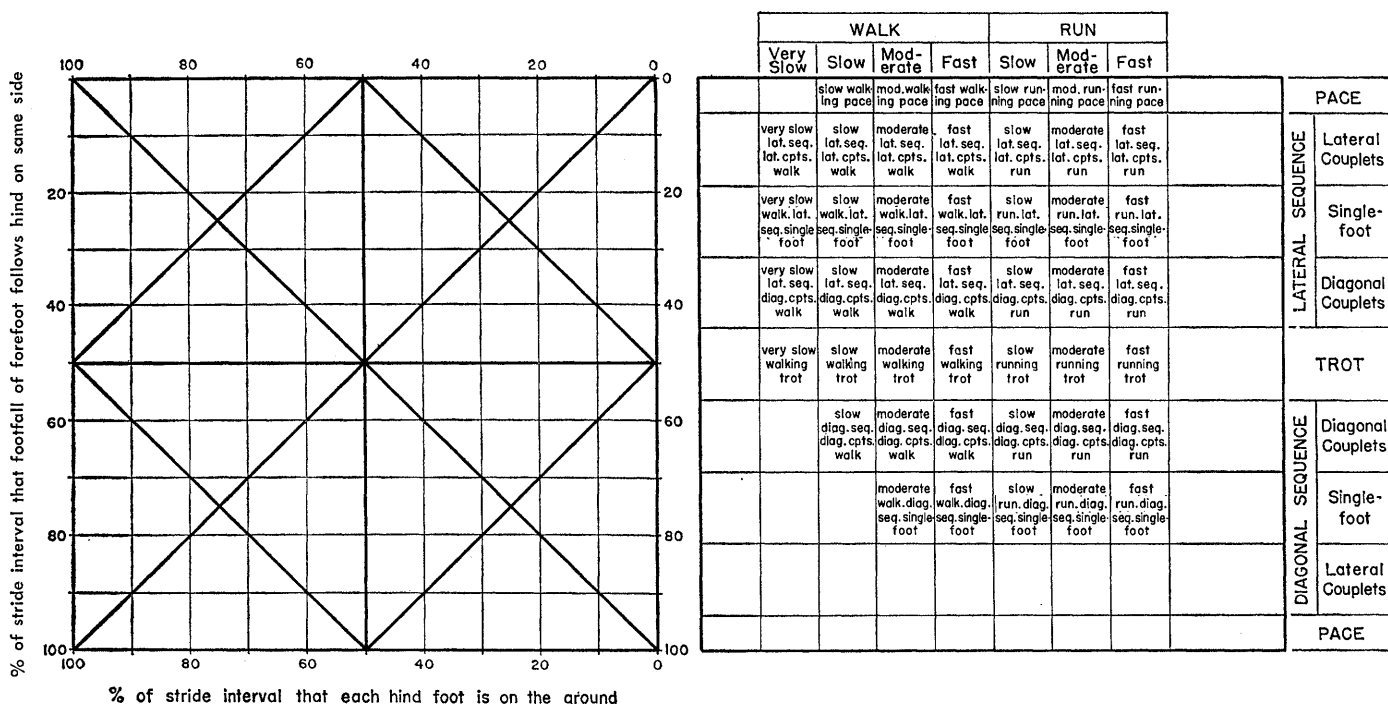 % of stride interval that footfall of forefoot follows hind on same side
100 80 60 40 20 0
0
20 20
40 40
60 60
80 80
100 100
100 80 60 40 20 0
% of stride interval that each hind foot is on the around
WALK RUN
Very Slow Slow Mod-erate Fast Slow Mod-erate Fast
slow walk- mod.walk- fast walk- slow run- mod. run- fast run-
ing pace ing pace ing pace ning pace ning pace ning pace
PACE
very slow slow moderate fast slow moderate fast
lat. seq. lat. seq. lat. seq. lat. seq. lat. seq. lat. seq. lat. seq.
lat. cpts. lat. cpts. lat. cpts. lat. cpts. lat. cpts. lat. cpts. lat. cpts.
walk walk walk walk run run run
Lateral
Couplets
very slow slow moderate fast slow moderate fast
walk.lat. walk.lat. walk.lat. walk.lat. run.lat. run.lat. run.lat.
seq.single seq.single- seq.single- seq.single- seq.single- seq.single- seq.single-
foot foot foot foot foot foot foot
Single-
foot
very slow slow moderate fast slow moderate fast
lat. seq. lat. seq. lat. seq. lat. seq. lat. seq. lat. seq. lat. seq.
diag.cpts. diag.cpts. diag.cpts. diag.cpts. diag.cpts. diag.cpts. diag.cpts.
walk walk walk walk run run run
Diagonal
Couplets
LATERAL SEQUENCE
very slow slow moderate fast slow moderate fast
walking walking walking walking running running running
trot trot trot trot trot trot trot
TROT
slow moderate fast slow moderate fast
diag.seq. diag.seq. diag.seq. diag.seq. diag.seq. diag.seq.
diag.cpts. diag.cpts. diag.cpts. diag.cpts. diag.cpts. diag.cpts.
walk walk walk run run run
Diagonal
Couplets
moderate fast slow moderate fast
walk.diag. walk.diag. run.diag. run.diag. run.diag.
seq.single- seq.single- seq.single- seq.single- seq.single-
foot foot foot foot foot
Single-
foot
Lateral
Couplets
DIAGONAL SEQUENCE
PACE